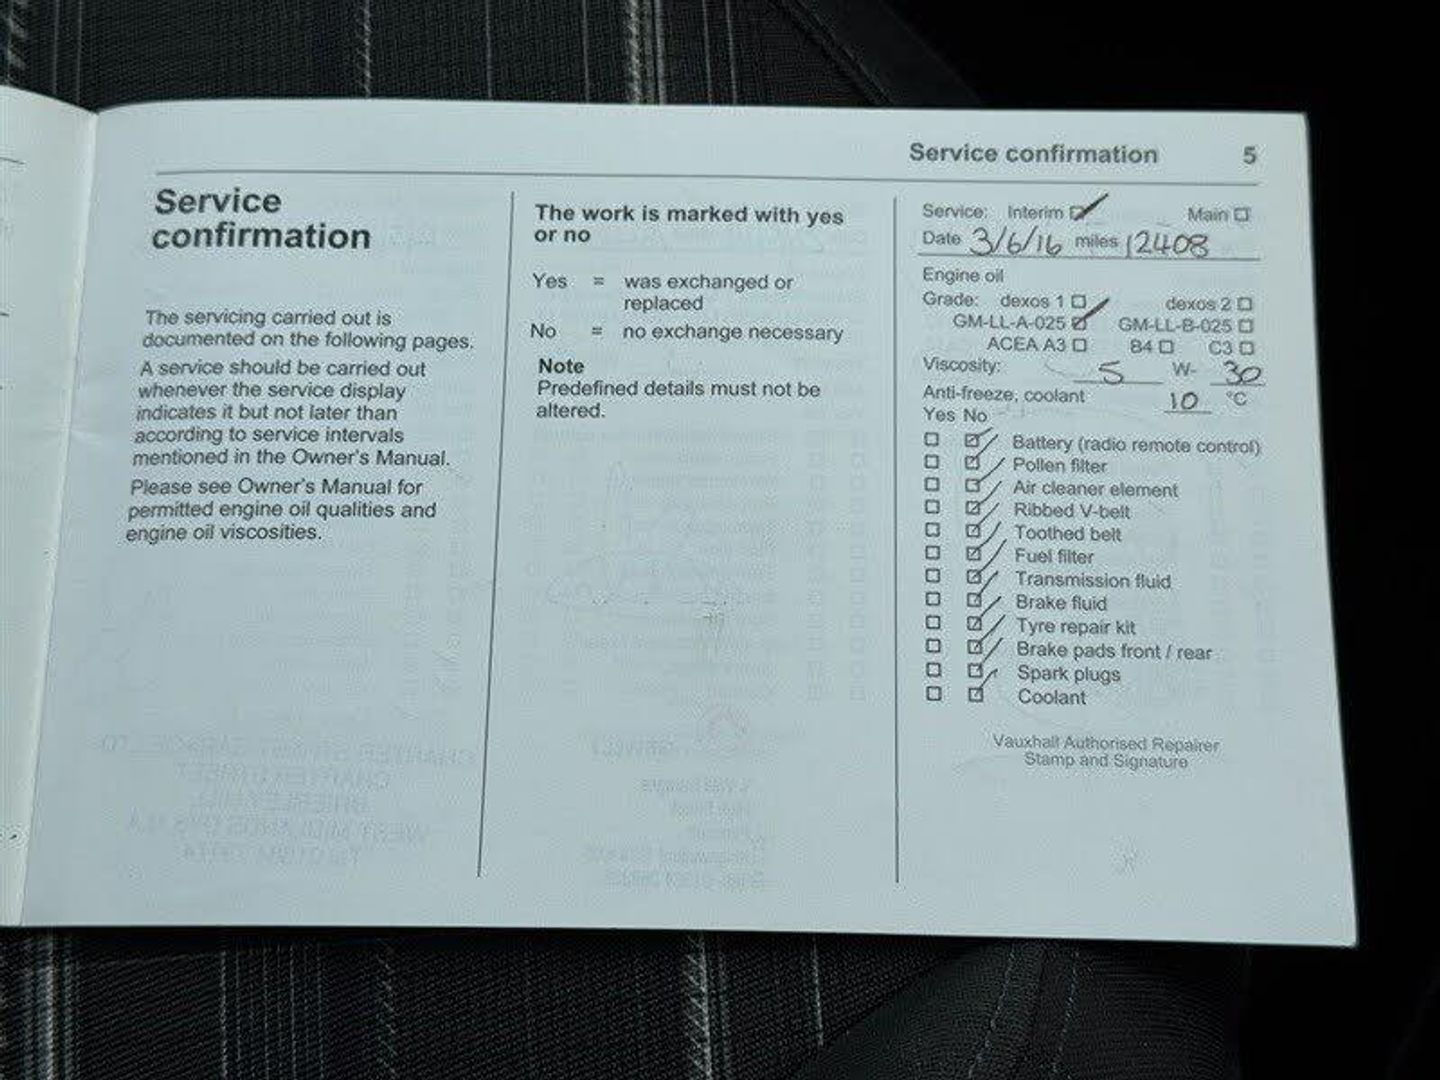 Service confirmation 5
Service
confirmation
The servicing carried out is
documented on the following pages.
A service should be carried out
whenever the service display
indicates it but not later than
according to service intervals
mentioned in the Owner's Manual.
Please see Owner's Manual for
permitted engine oil qualities and
engine oil viscosities.
The work is marked with yes
or no
Yes = was exchanged or
replaced
No = no exchange necessary
Note
Predefined details must not be
altered.
Service: Interim Main
Date 3/6/16 miles 12408
Engine oil
Grade: dexos 1 dexos 2
GM-LL-A-025 GM-LL-B-025
ACEA A3 B4 C3
Viscosity: 5 W- 30
Anti-freeze, coolant 10 °C
Yes No
Battery (radio remote control)
Pollen filter
Air cleaner element
Ribbed V-belt
Toothed belt
Fuel filter
Transmission fluid
Brake fluid
Tyre repair kit
Brake pads front / rear
Spark plugs
Coolant
Vauxhall Authorised Repairer
Stamp and Signature